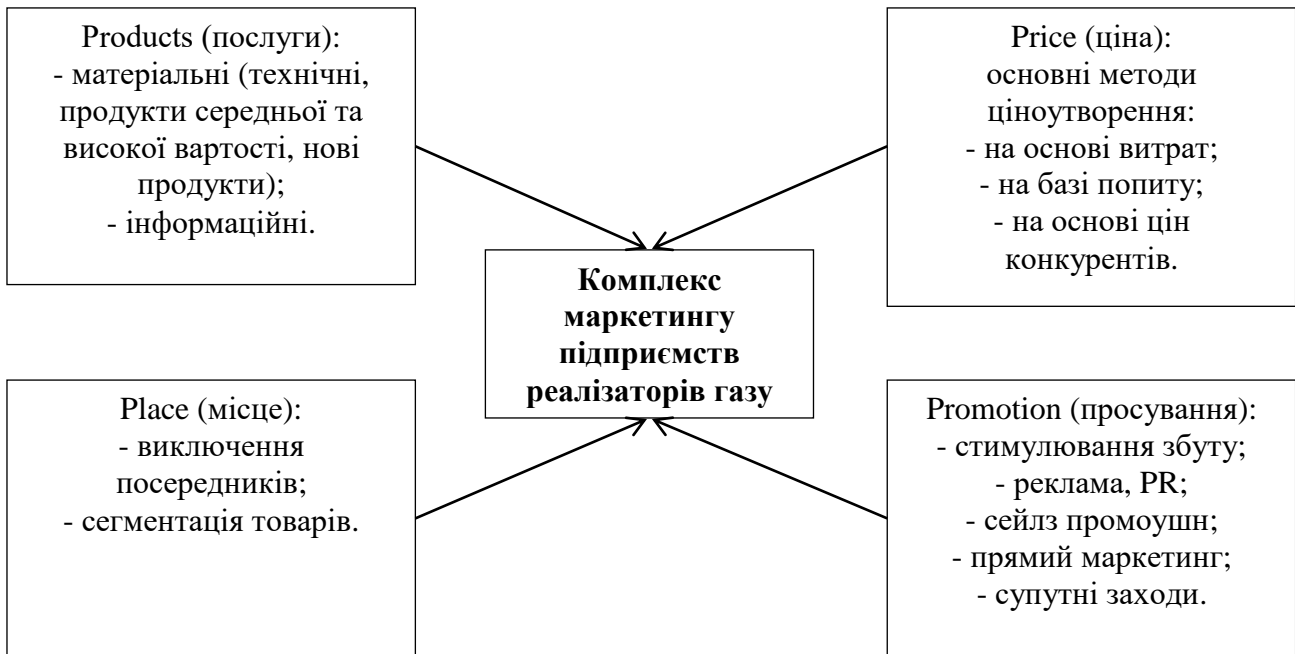 Products (послуги):
- матеріальні (технічні,
продукти середньої та
високої вартості, нові
продукти);
- інформаційні.
Price (ціна):
основні методи
ціноутворення:
- на основі витрат;
- на базі попиту;
- на основі цін
конкурентів.
Комплекс
маркетингу
підприємств
реалізаторів газу
Place (місце):
- виключення
посередників;
- сегментація товарів.
Promotion (просування):
- стимулювання збуту;
- реклама, PR;
- сейлз промоушн;
- прямий маркетинг;
- супутні заходи.